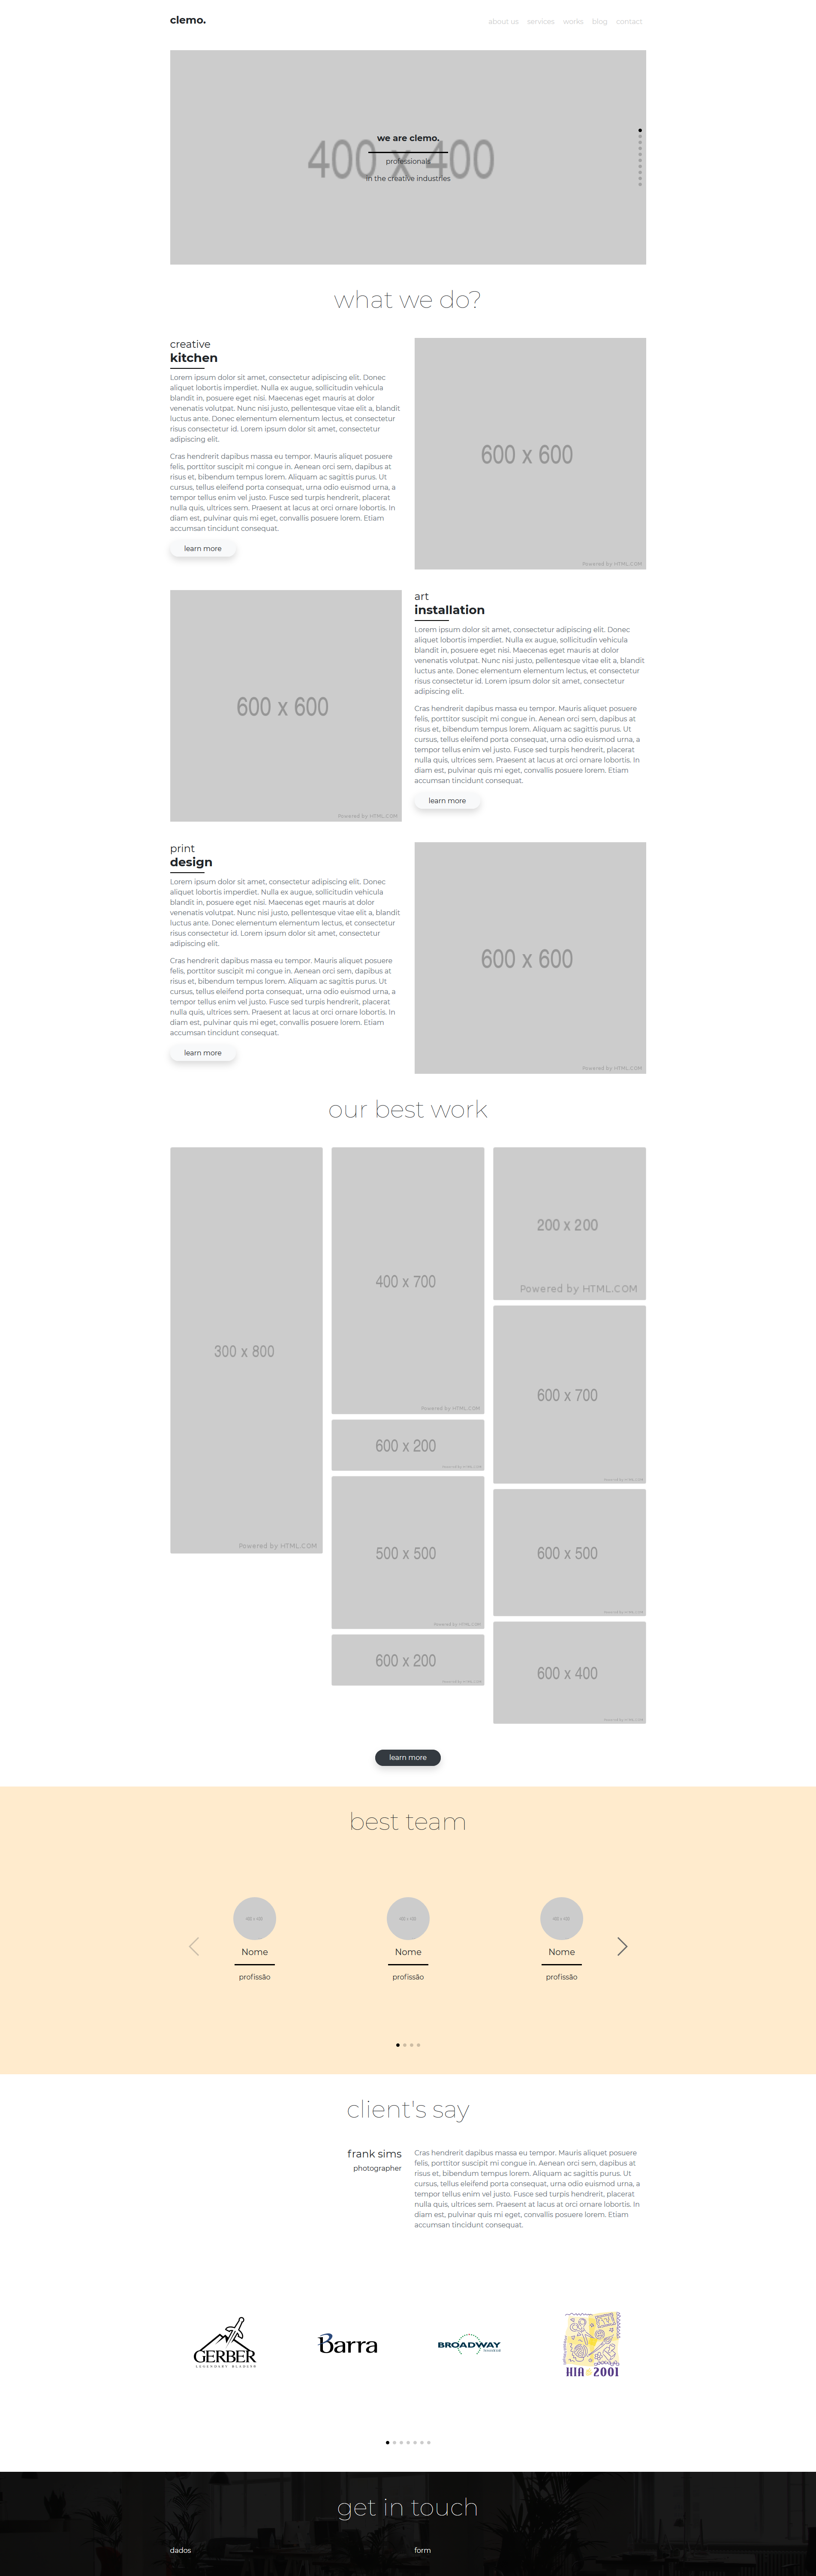 clemo.
about us services works blog contact
400 x 400
we are clemo.
professionals
in the creative industries
what we do?
creative
kitchen
Lorem ipsum dolor sit amet, consectetur adipiscing elit. Donec
aliquet lobortis imperdiet. Nulla ex augue, sollicitudin vehicula
blandit in, posuere eget nisi. Maecenas eget mauris at dolor
venenatis volutpat. Nunc nisi justo, pellentesque vitae elit a, blandit
luctus ante. Donec elementum elementum lectus, et consectetur
risus consectetur id. Lorem ipsum dolor sit amet, consectetur
adipiscing elit.
Cras hendrerit dapibus massa eu tempor. Mauris aliquet posuere
felis, porttitor suscipit mi congue in. Aenean orci sem, dapibus at
risus et, bibendum tempus lorem. Aliquam ac sagittis purus. Ut
cursus, tellus eleifend porta consequat, urna odio euismod urna, a
tempor tellus enim vel justo. Fusce sed turpis hendrerit, placerat
nulla quis, ultrices sem. Praesent at lacus at orci ornare lobortis. In
diam est, pulvinar quis mi eget, convallis posuere lorem. Etiam
accumsan tincidunt consequat.
learn more
600 x 600
Powered by HTML.COM
600 x 600
Powered by HTML.COM
art
installation
Lorem ipsum dolor sit amet, consectetur adipiscing elit. Donec
aliquet lobortis imperdiet. Nulla ex augue, sollicitudin vehicula
blandit in, posuere eget nisi. Maecenas eget mauris at dolor
venenatis volutpat. Nunc nisi justo, pellentesque vitae elit a, blandit
luctus ante. Donec elementum elementum lectus, et consectetur
risus consectetur id. Lorem ipsum dolor sit amet, consectetur
adipiscing elit.
Cras hendrerit dapibus massa eu tempor. Mauris aliquet posuere
felis, porttitor suscipit mi congue in. Aenean orci sem, dapibus at
risus et, bibendum tempus lorem. Aliquam ac sagittis purus. Ut
cursus, tellus eleifend porta consequat, urna odio euismod urna, a
tempor tellus enim vel justo. Fusce sed turpis hendrerit, placerat
nulla quis, ultrices sem. Praesent at lacus at orci ornare lobortis. In
diam est, pulvinar quis mi eget, convallis posuere lorem. Etiam
accumsan tincidunt consequat.
learn more
print
design
Lorem ipsum dolor sit amet, consectetur adipiscing elit. Donec
aliquet lobortis imperdiet. Nulla ex augue, sollicitudin vehicula
blandit in, posuere eget nisi. Maecenas eget mauris at dolor
venenatis volutpat. Nunc nisi justo, pellentesque vitae elit a, blandit
luctus ante. Donec elementum elementum lectus, et consectetur
risus consectetur id. Lorem ipsum dolor sit amet, consectetur
adipiscing elit.
Cras hendrerit dapibus massa eu tempor. Mauris aliquet posuere
felis, porttitor suscipit mi congue in. Aenean orci sem, dapibus at
risus et, bibendum tempus lorem. Aliquam ac sagittis purus. Ut
cursus, tellus eleifend porta consequat, urna odio euismod urna, a
tempor tellus enim vel justo. Fusce sed turpis hendrerit, placerat
nulla quis, ultrices sem. Praesent at lacus at orci ornare lobortis. In
diam est, pulvinar quis mi eget, convallis posuere lorem. Etiam
accumsan tincidunt consequat.
learn more
600 x 600
Powered by HTML.COM
our best work
300 x 800
Powered by HTML.COM
400 x 700
Powered by HTML.COM
600 x 200
Powered by HTML.COM
500 x 500
Powered by HTML.COM
600 x 200
Powered by HTML.COM
200 x 200
Powered by HTML.COM
600 x 700
Powered by HTML.COM
600 x 500
Powered by HTML.COM
600 x 400
Powered by HTML.COM
learn more
best team
Nome
profissão
Nome
profissão
Nome
profissão
client's say
frank sims
photographer
Cras hendrerit dapibus massa eu tempor. Mauris aliquet posuere
felis, porttitor suscipit mi congue in. Aenean orci sem, dapibus at
risus et, bibendum tempus lorem. Aliquam ac sagittis purus. Ut
cursus, tellus eleifend porta consequat, urna odio euismod urna, a
tempor tellus enim vel justo. Fusce sed turpis hendrerit, placerat
nulla quis, ultrices sem. Praesent at lacus at orci ornare lobortis. In
diam est, pulvinar quis mi eget, convallis posuere lorem. Etiam
accumsan tincidunt consequat.
GERBER
LEGENDARY BLADES
Barra
BROADWAY
HIA 2001
get in touch
dados
form